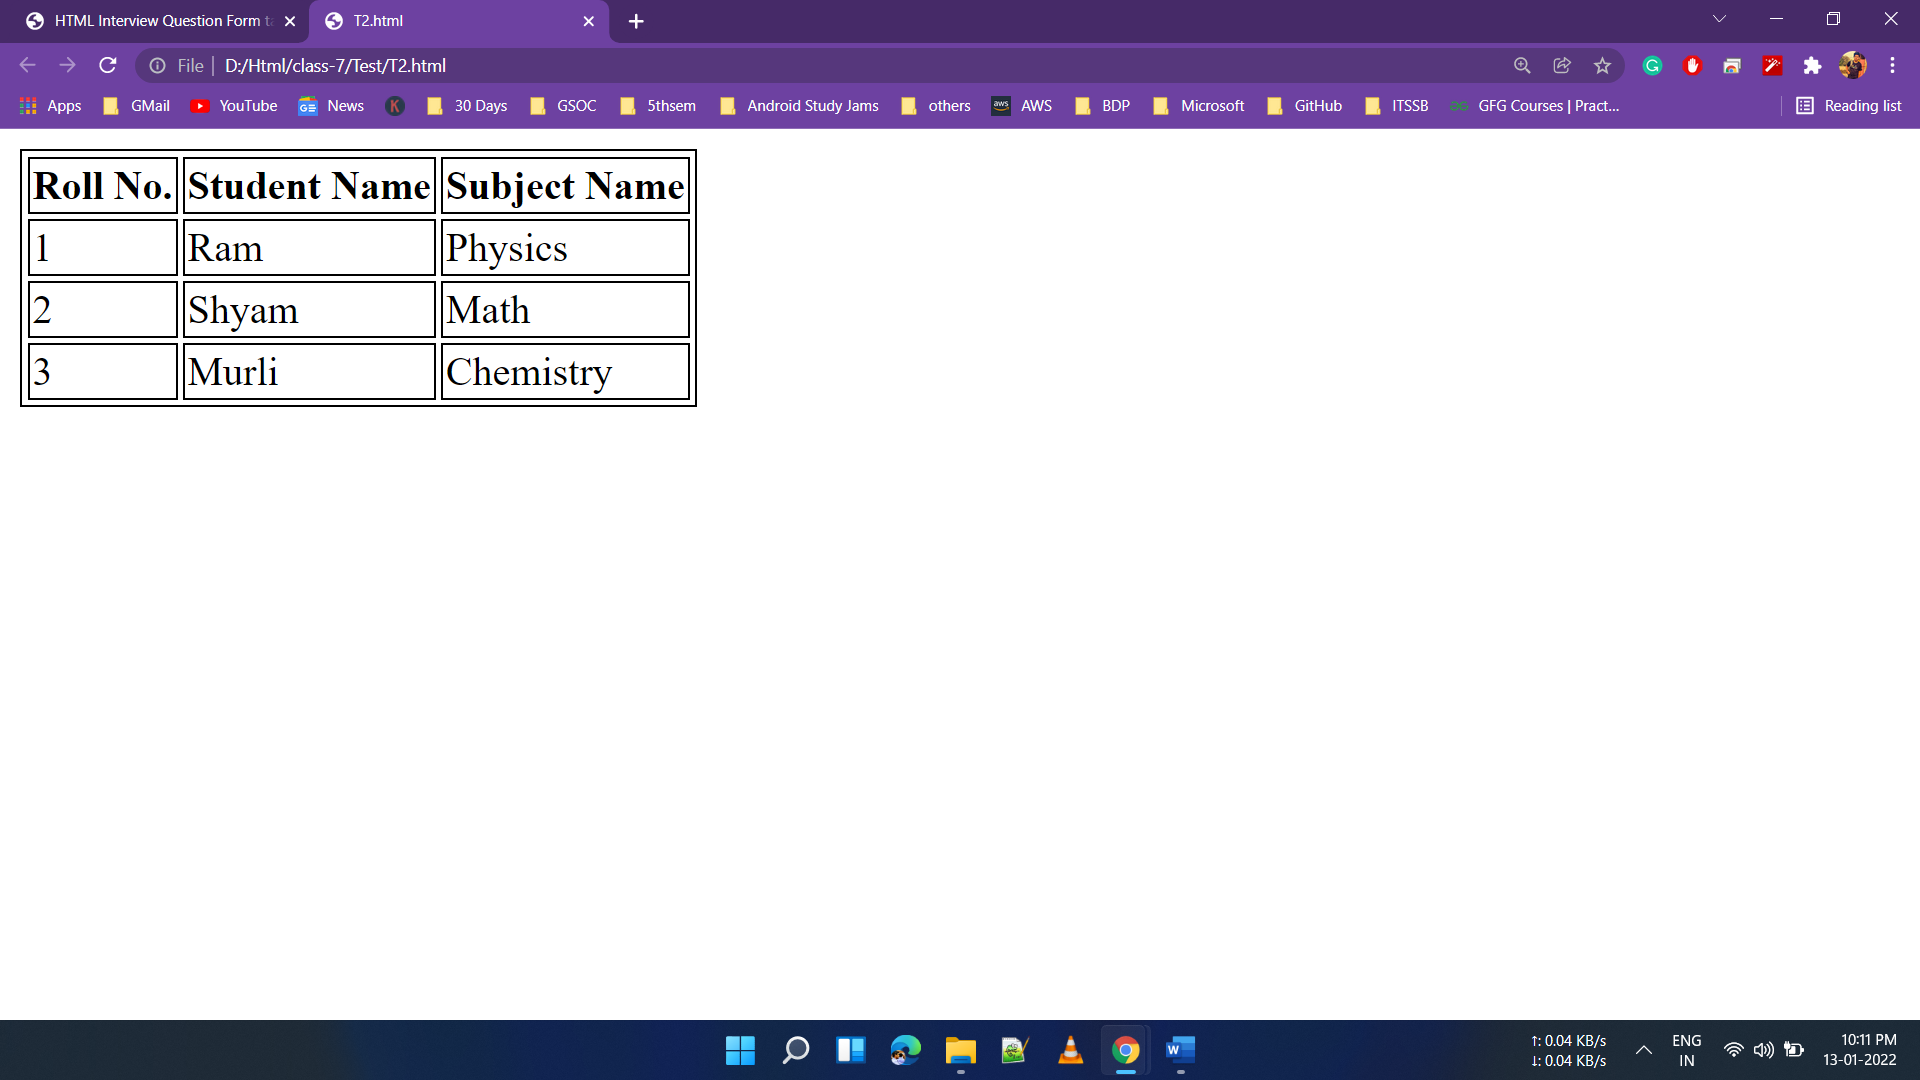 HTML Interview Question Form
T2.html
File | D:/Html/class-7/Test/T2.html
Apps GMail YouTube News K 30 Days GSOC 5thsem Android Study Jams others aws AWS BDP Microsoft GitHub ITSSB GFG Courses | Pract... Reading list
Roll No. Student Name Subject Name
1 Ram Physics
2 Shyam Math
3 Murli Chemistry
↑: 0.04 KB/s ENG 10:11 PM
↓: 0.04 KB/s IN 13-01-2022